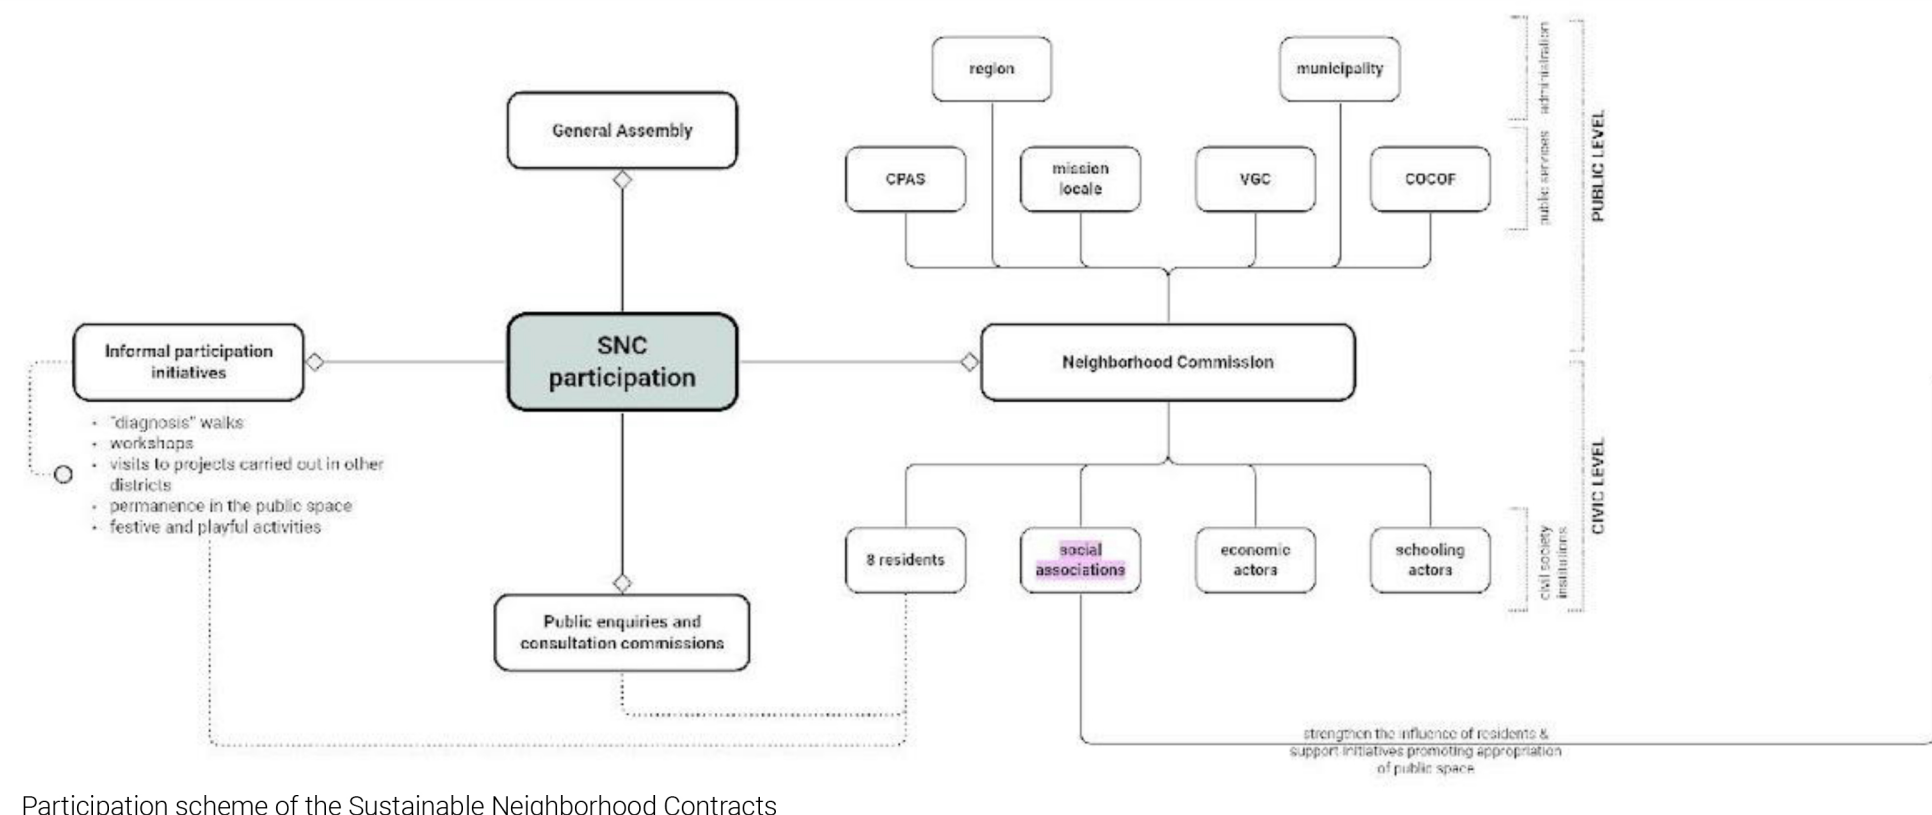 region
municipality
administration
General Assembly
CPAS
mission
locale
VGC
COCOF
public services
PUBLIC LEVEL
Informal participation
initiatives
SNC
participation
Neighborhood Commission
• "diagnosis" walks
• workshops
• visits to projects carried out in other
districts
• permanence in the public space
• festive and playful activities
8 residents
social
associations
economic
actors
schooling
actors
civil society
institutions
CIVIC LEVEL
Public enquiries and
consultation commissions
strengthen the influence of residents &
support initiatives promoting appropriation
of public space
Participation scheme of the Sustainable Neighborhood Contracts